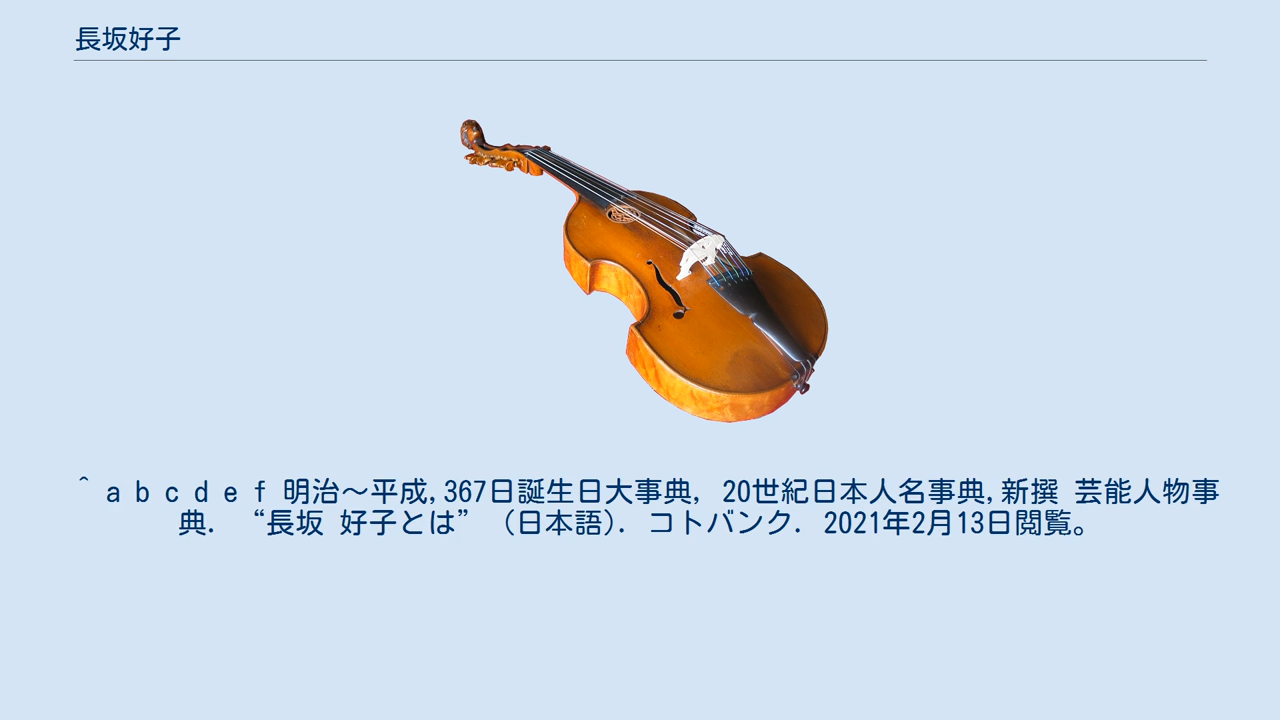 長坂好子
^ a b c d e f 明治～平成,367日誕生日大事典, 20世紀日本人名事典,新撰 芸能人物事
典. “長坂 好子とは” (日本語). コトバンク. 2021年2月13日閲覧。